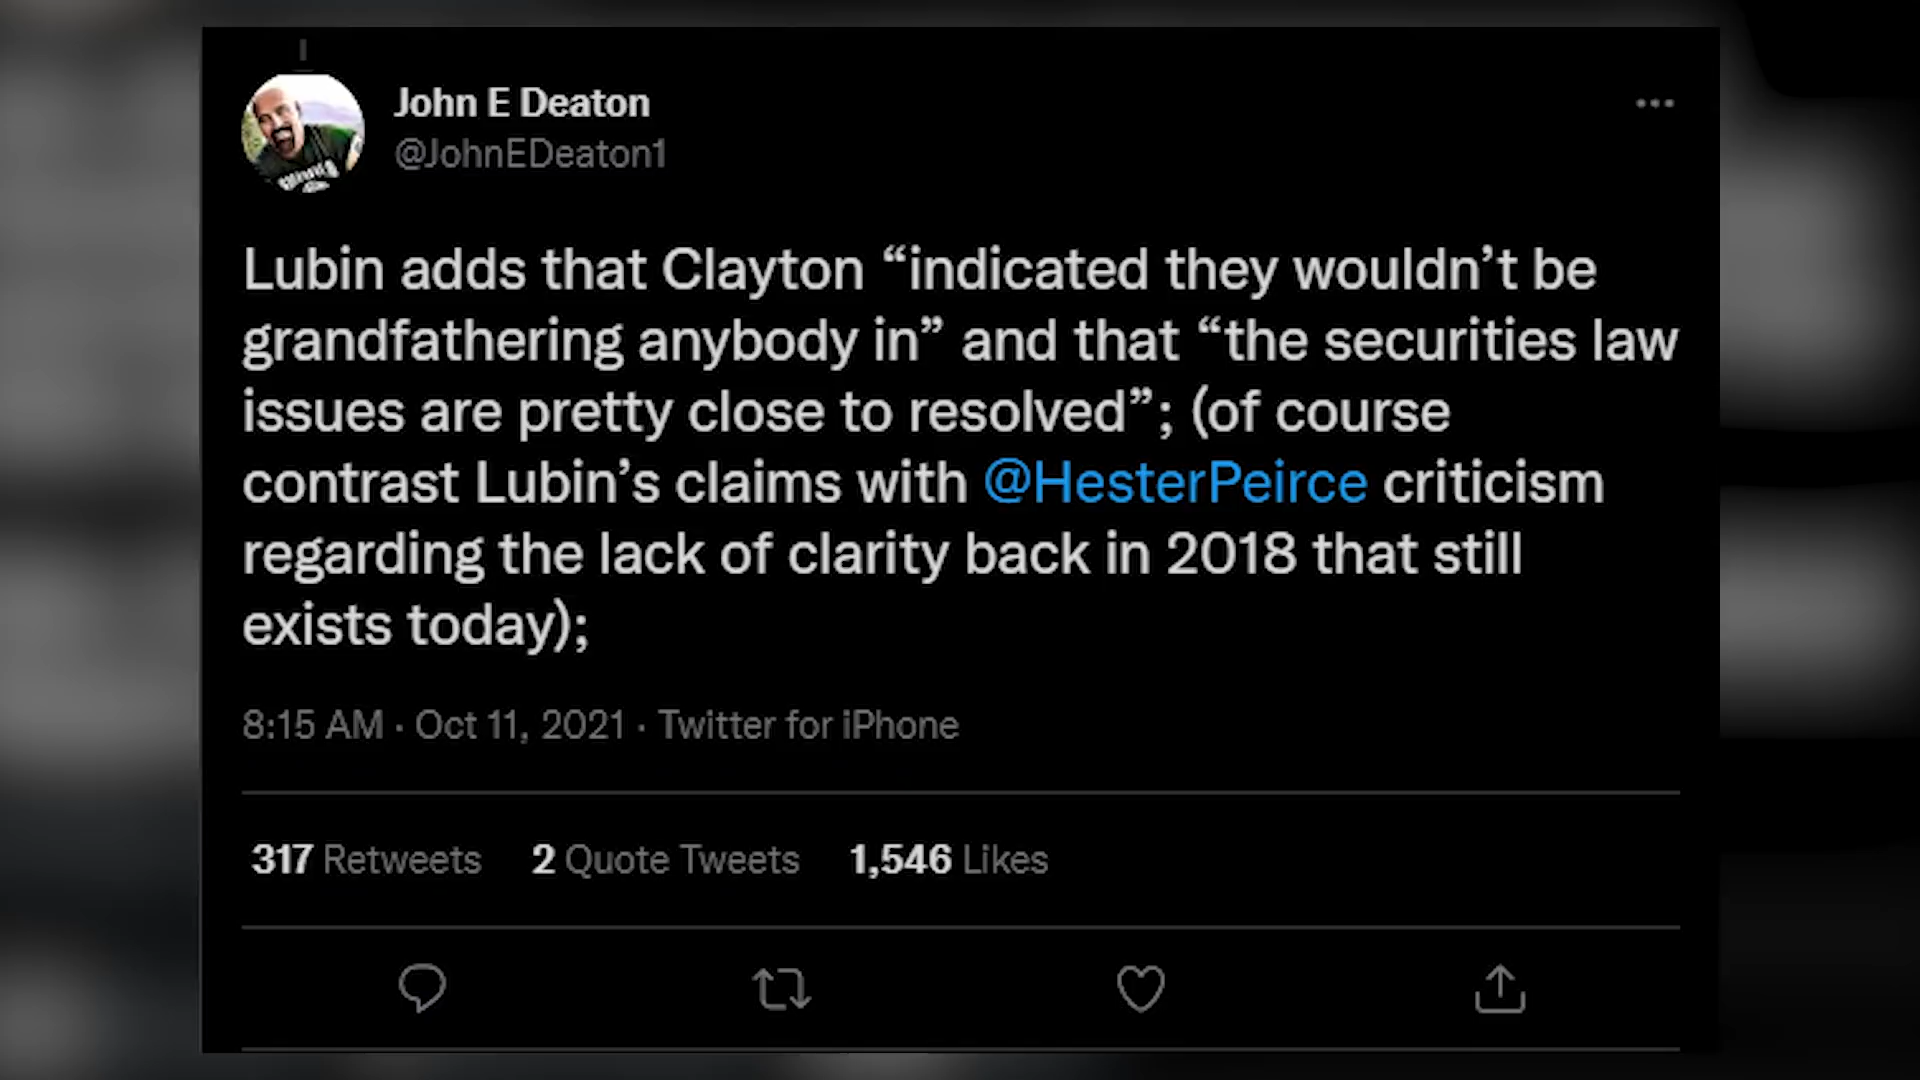 John E Deaton
@JohnEDeaton1
Lubin adds that Clayton “indicated they wouldn’t be
grandfathering anybody in” and that “the securities law
issues are pretty close to resolved”; (of course
contrast Lubin’s claims with @HesterPeirce criticism
regarding the lack of clarity back in 2018 that still
exists today);
8:15 AM · Oct 11, 2021 · Twitter for iPhone
317 Retweets 2 Quote Tweets 1,546 Likes